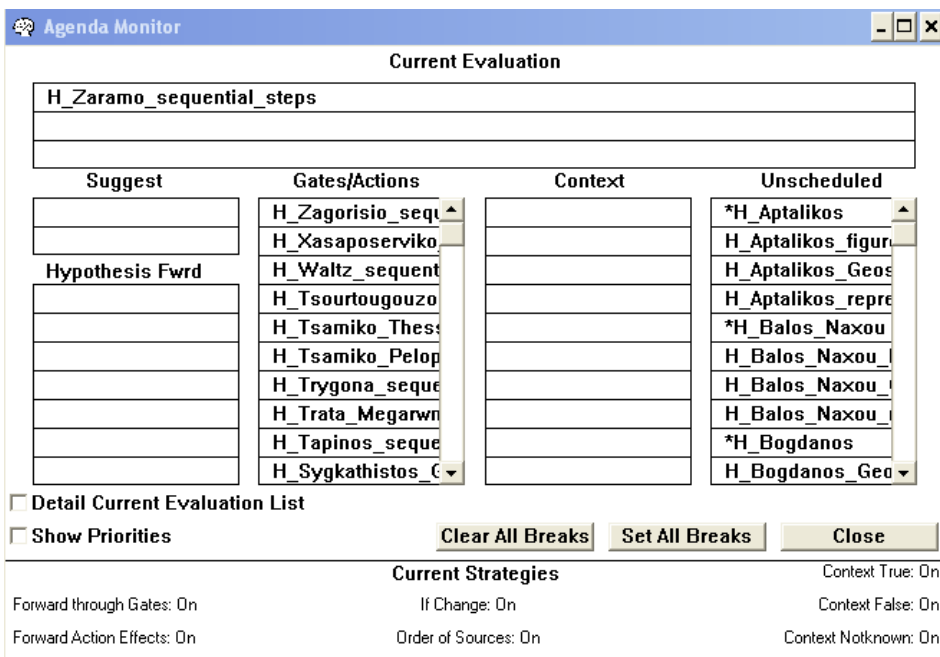 Agenda Monitor
Current Evaluation
H_Zaramo_sequential_steps
Suggest
Hypothesis Fwrd
Gates/Actions
H_Zagorisio_sequ
H_Xasaposerviko_
H_Waltz_sequent
H_Tsourtougouzo
H_Tsamiko_Thess
H_Tsamiko_Pelop
H_Trygona_seque
H_Trata_Megarwn
H_Tapinos_seque
H_Sygkathistos_G
Context
Unscheduled
*H_Aptalikos
H_Aptalikos_figur
H_Aptalikos_Geos
H_Aptalikos_repre
*H_Balos_Naxou
H_Balos_Naxou_
H_Balos_Naxou_
H_Balos_Naxou_
*H_Bogdanos
H_Bogdanos_Geo
Detail Current Evaluation List
Show Priorities
Clear All Breaks
Set All Breaks
Close
Current Strategies
Context True: On
Forward through Gates: On
If Change: On
Context False: On
Forward Action Effects: On
Order of Sources: On
Context Notknown: On